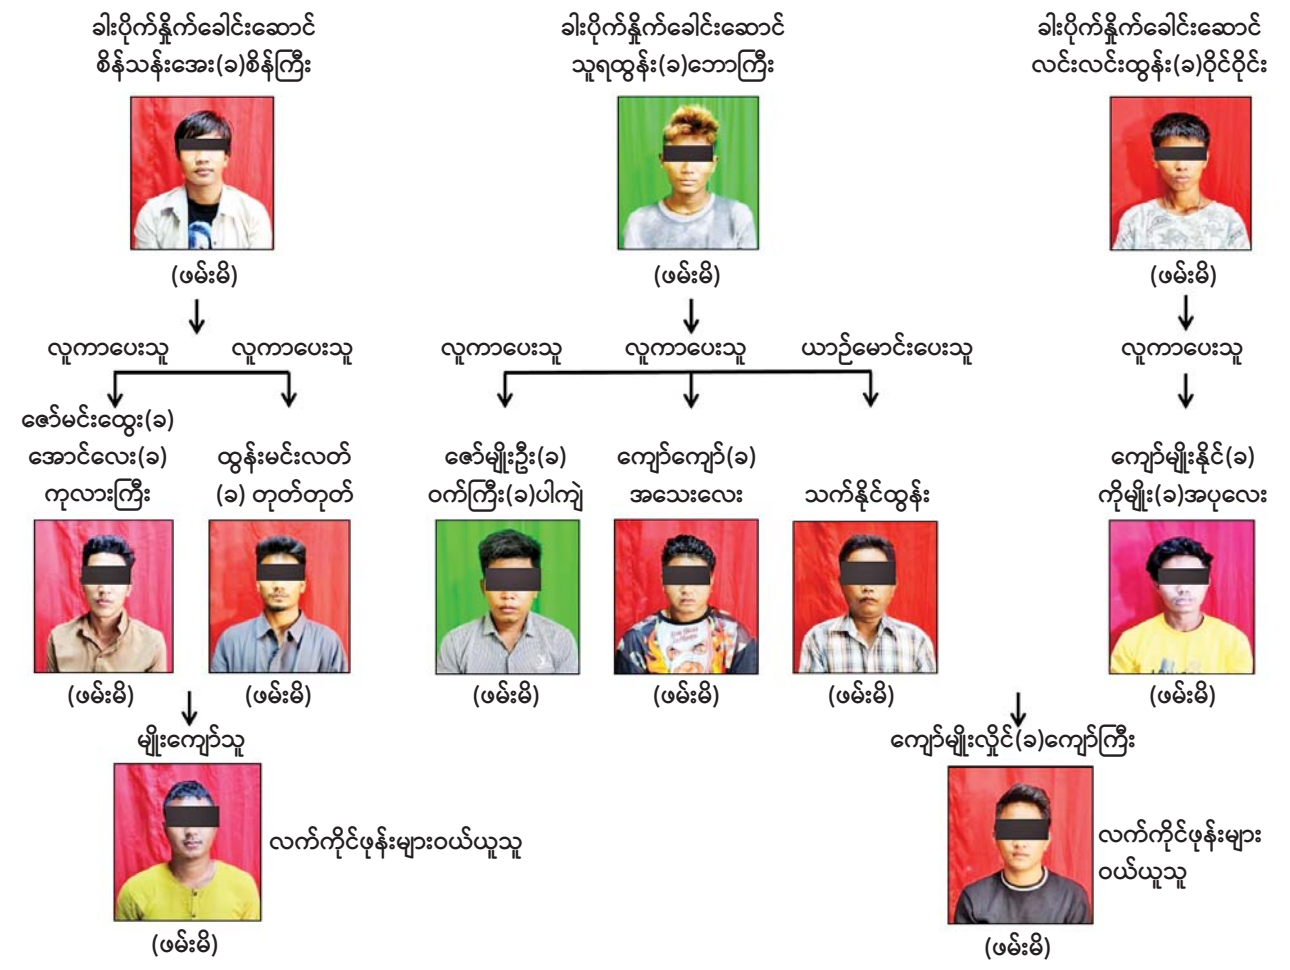 ခါးပိုက်နှိုက်ခေါင်းဆောင်
စိန်သန်းအေး(ခ)စိန်ကြီး
ခါးပိုက်နှိုက်ခေါင်းဆောင်
သူရထွန်း(ခ)ဘောကြီး
ခါးပိုက်နှိုက်ခေါင်းဆောင်
လင်းလင်းထွန်း(ခ)ဝိုင်ဝိုင်း
(ဖမ်းမိ)
(ဖမ်းမိ)
(ဖမ်းမိ)
လူကာပေးသူ
လူကာပေးသူ
လူကာပေးသူ
လူကာပေးသူ
ယာဉ်မောင်းပေးသူ
လူကာပေးသူ
ဇော်မင်းထွေး(ခ)
အောင်လေး(ခ)
ကုလားကြီး
ထွန်းမင်းလတ်
(ခ) တုတ်တုတ်
ဇော်မျိုးဦး(ခ)
ဝက်ကြီး(ခ)ပါကျဲ
ကျော်ကျော်(ခ)
အသေးလေး
သက်နိုင်ထွန်း
ကျော်မျိုးနိုင်(ခ)
ကိုမျိုး(ခ)အပုလေး
(ဖမ်းမိ)
(ဖမ်းမိ)
(ဖမ်းမိ)
(ဖမ်းမိ)
(ဖမ်းမိ)
(ဖမ်းမိ)
မျိုးကျော်သူ
လက်ကိုင်ဖုန်းများဝယ်ယူသူ
(ဖမ်းမိ)
ကျော်မျိုးလှိုင်(ခ)ကျော်ကြီး
လက်ကိုင်ဖုန်းများ
ဝယ်ယူသူ
(ဖမ်းမိ)